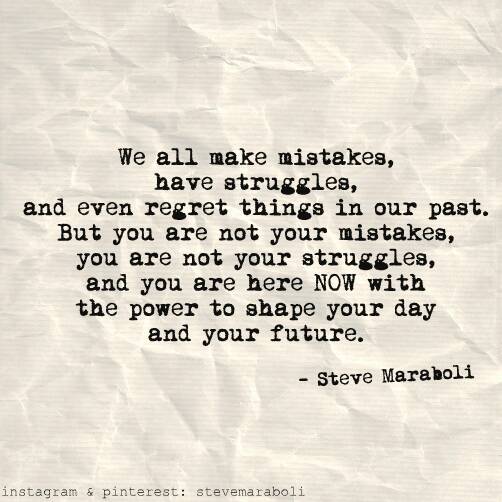 We all make mistakes,
have struggles,
and even regret things in our past.
But you are not your mistakes,
you are not your struggles,
and you are here NOW with
the power to shape your day
and your future.
- Steve Maraboli
instagram & pinterest: stevemaraboli